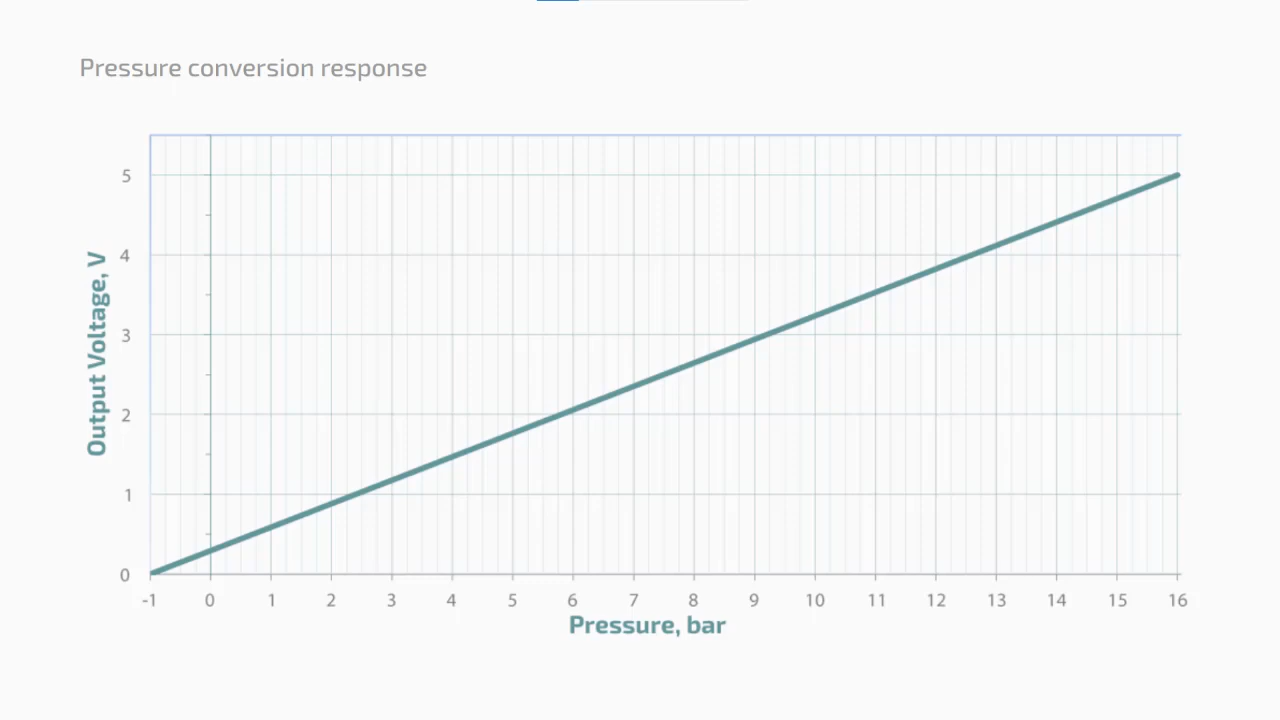 Pressure conversion response
5
4
3
2
1
0
Output Voltage, V
-1 0 1 2 3 4 5 6 7 8 9 10 11 12 13 14 15 16
Pressure, bar